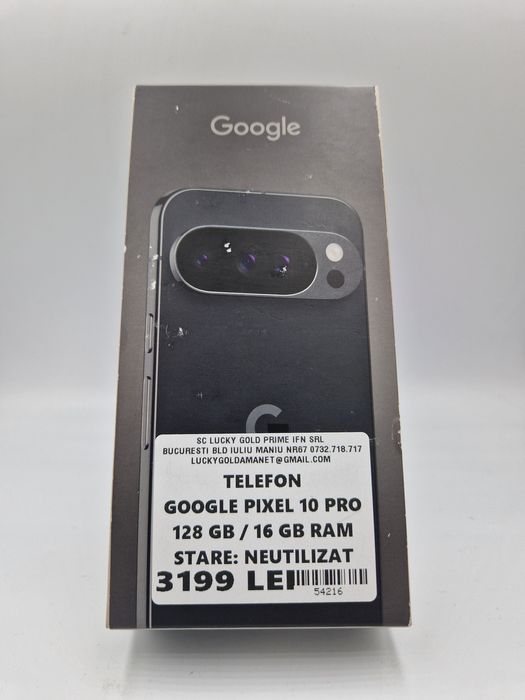 Google
SC LUCKY GOLD PRIME IFN SRL
BUCURESTI BLD IULIU MANIU NR67 0732.718.717
LUCKYGOLDAMANET@GMAIL.COM
TELEFON
GOOGLE PIXEL 10 PRO
128 GB / 16 GB RAM
STARE: NEUTILIZAT
3199 LEI
54216